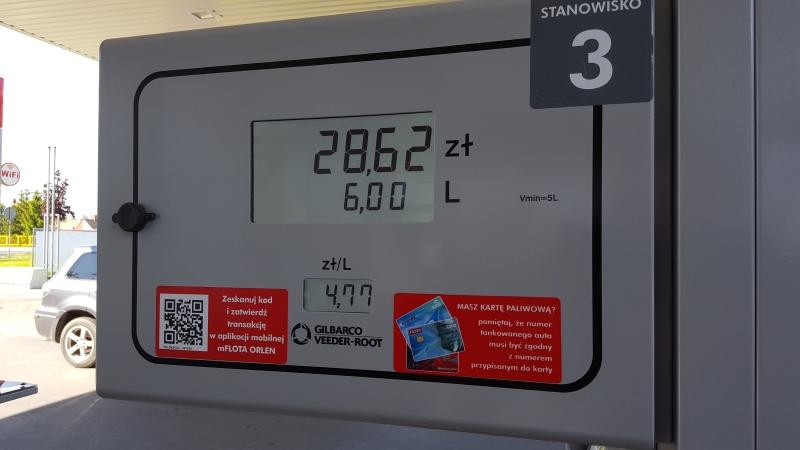 STANOWISKO
3
28,62 zł
6,00 L
Vmin=5L
zł/L
4,77
Zeskanuj kod
i zatwierdź
transakcję
w aplikacji mobilnej
mFLOTA ORLEN
GILBARCO
VEEDER-ROOT
MASZ KARTĘ PALIWOWĄ?
pamiętaj, że numer
tankowanego auta
musi być zgodny
z numerem
przypisanym do karty
WiFi